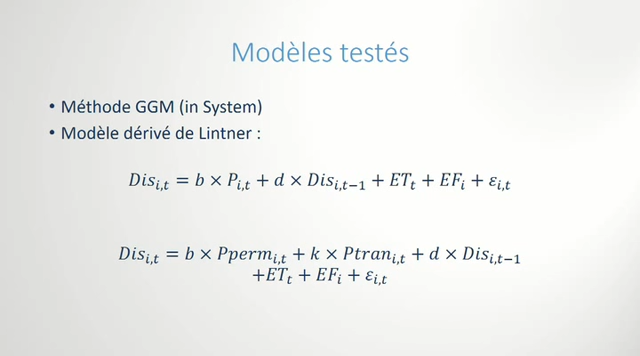 Modèles testés
• Méthode GGM (in System)
• Modèle dérivé de Lintner :
Dis_{i,t} = b × P_{i,t} + d × Dis_{i,t−1} + ET_t + EF_i + ε_{i,t}
Dis_{i,t} = b × Pperm_{i,t} + k × Ptran_{i,t} + d × Dis_{i,t−1}
+ET_t + EF_i + ε_{i,t}